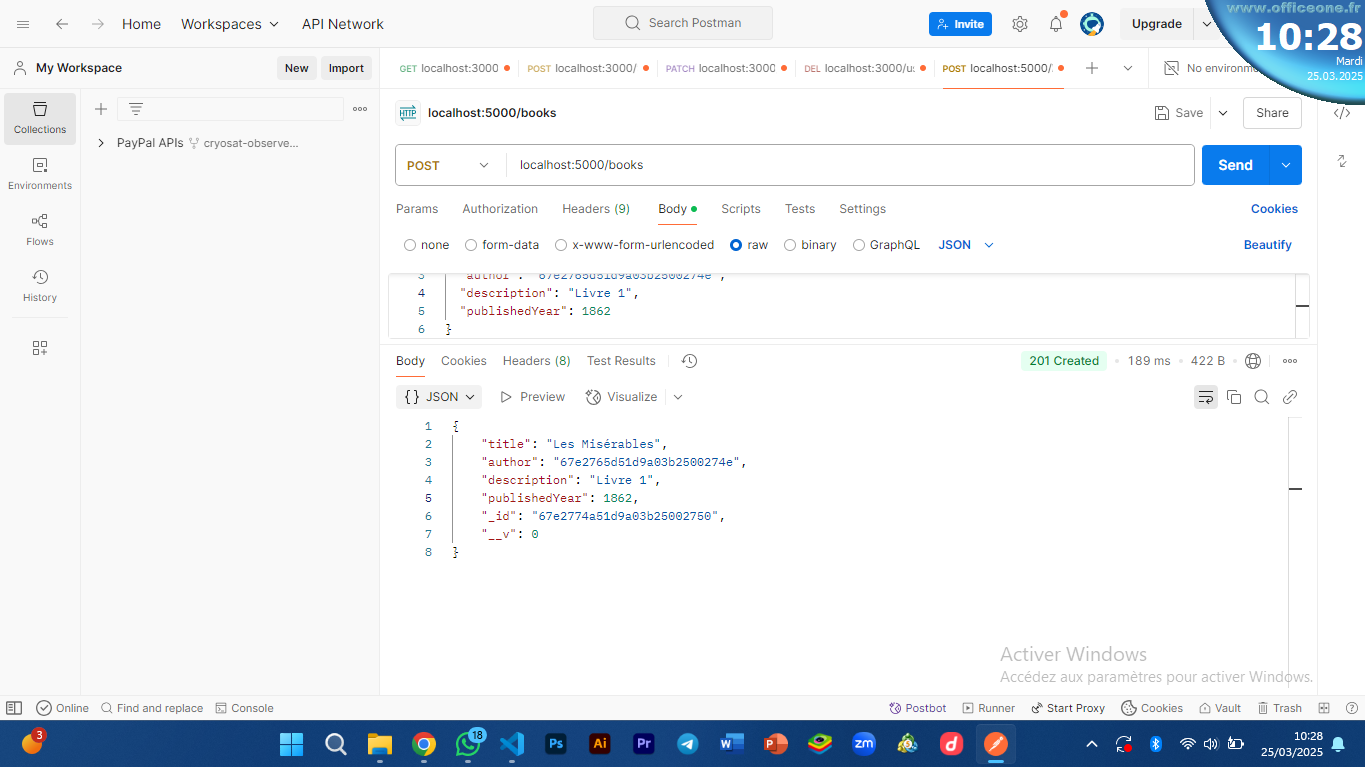 Home Workspaces API Network Search Postman Invite Upgrade
www.officeone.fr
10:28
Mardi
25.03.2025
My Workspace New Import
GET localhost:3000 POST localhost:3000/ PATCH localhost:3000 DEL localhost:3000/u POST localhost:5000/ No environm
Collections
Environments
Flows
History
PayPal APIs cryosat-observe...
HTTP localhost:5000/books Save Share
POST localhost:5000/books Send
Params Authorization Headers (9) Body Scripts Tests Settings Cookies
none form-data x-www-form-urlencoded raw binary GraphQL JSON Beautify
3 "author": "67e2765d51d9a03b2500274e",
4 "description": "Livre 1",
5 "publishedYear": 1862
6 }
Body Cookies Headers (8) Test Results 201 Created • 189 ms • 422 B
{} JSON Preview Visualize
1 {
2 "title": "Les Misérables",
3 "author": "67e2765d51d9a03b2500274e",
4 "description": "Livre 1",
5 "publishedYear": 1862,
6 "_id": "67e2774a51d9a03b25002750",
7 "__v": 0
8 }
Activer Windows
Accédez aux paramètres pour activer Windows.
Online Find and replace Console Postbot Runner Start Proxy Cookies Vault Trash
3 18 Ps Ai Pr W P zm d
10:28
25/03/2025